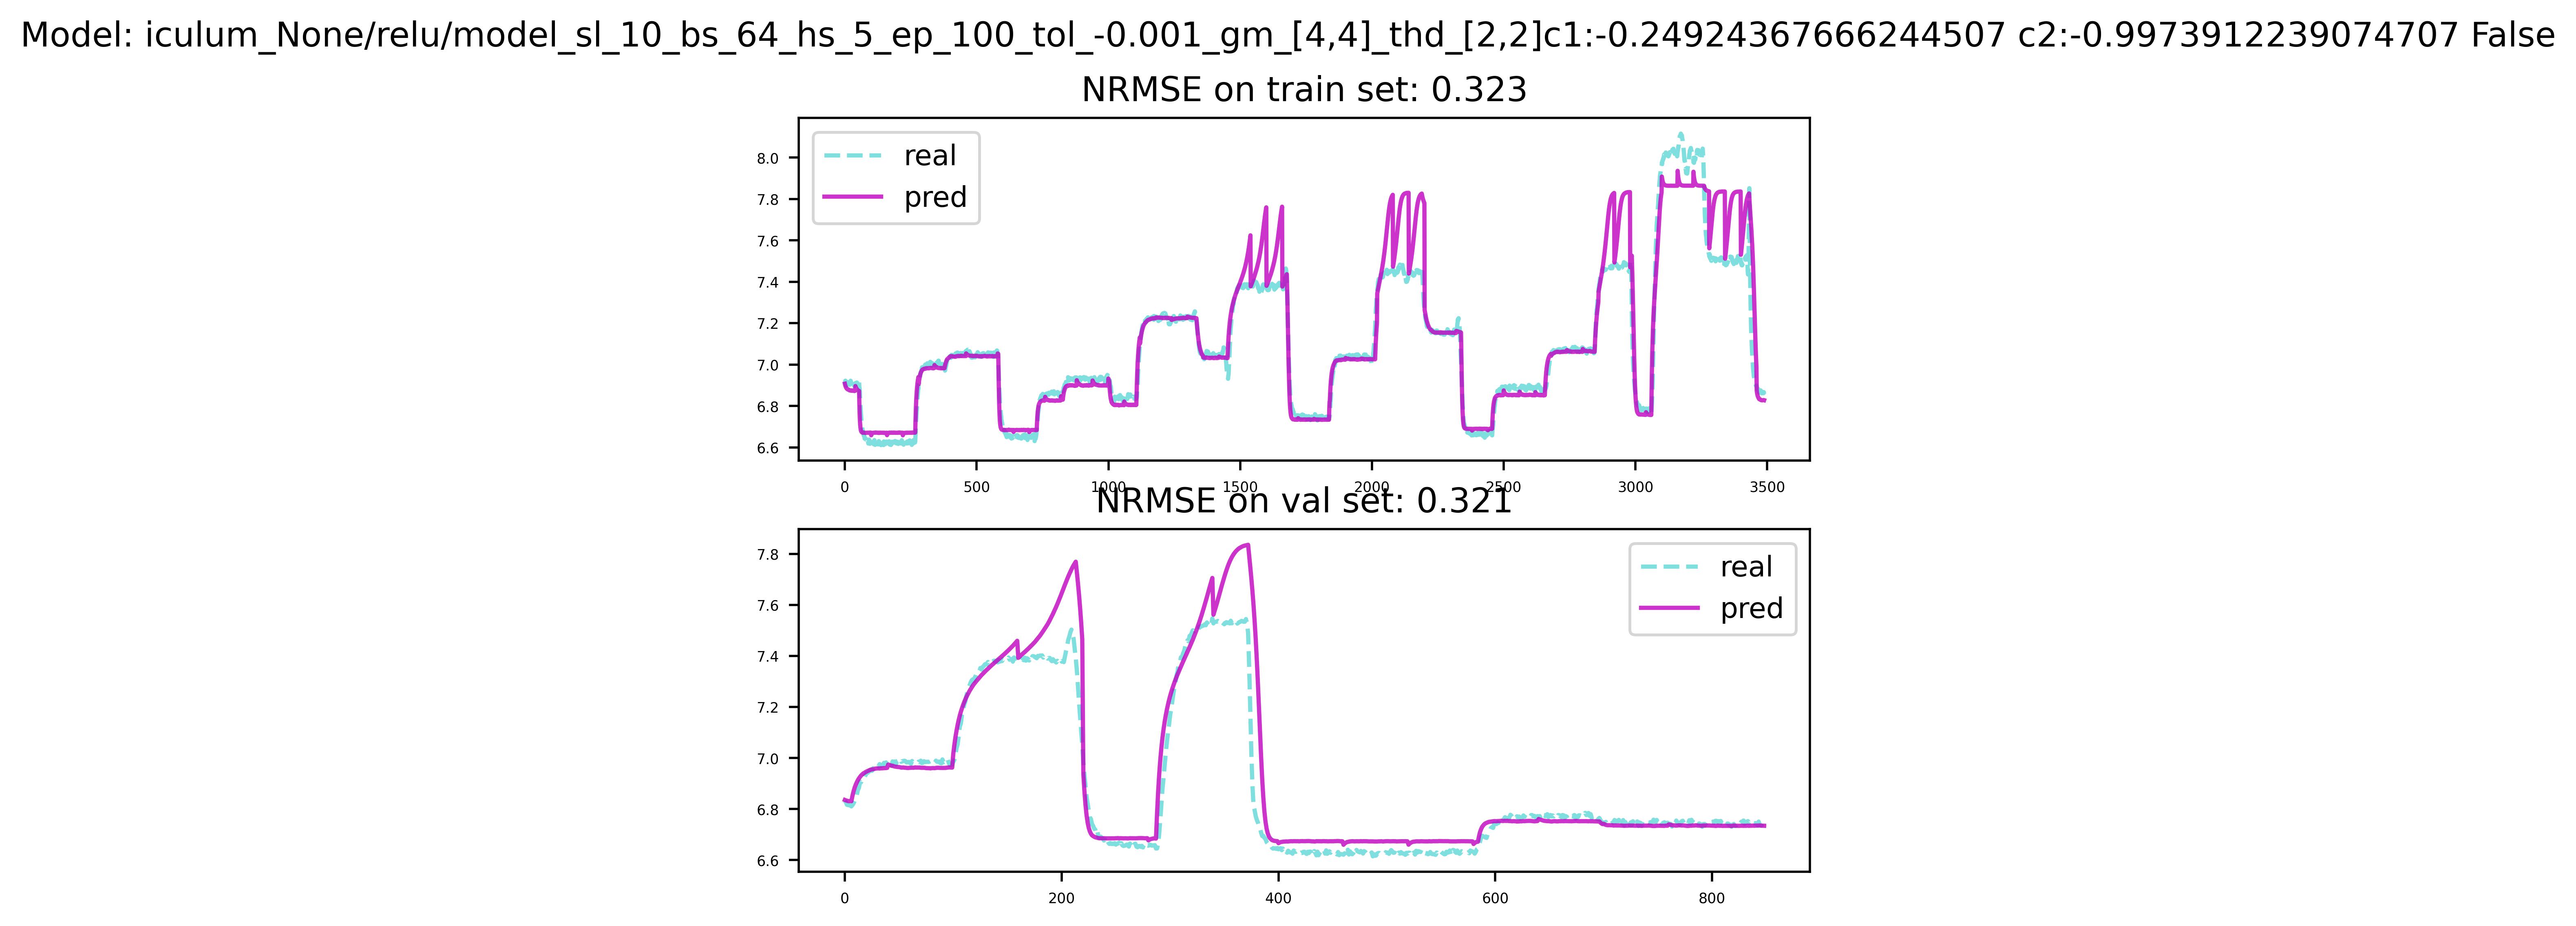 Model: iculum_None/relu/model_sl_10_bs_64_hs_5_ep_100_tol_-0.001_gm_[4,4]_thd_[2,2]c1:-0.24924367666244507 c2:-0.9973912239074707 False
NRMSE on train set: 0.323
real
pred
8.0
7.8
7.6
7.4
7.2
7.0
6.8
6.6
0 500 1000 1500 2000 2500 3000 3500
NRMSE on val set: 0.321
real
pred
7.8
7.6
7.4
7.2
7.0
6.8
6.6
0 200 400 600 800